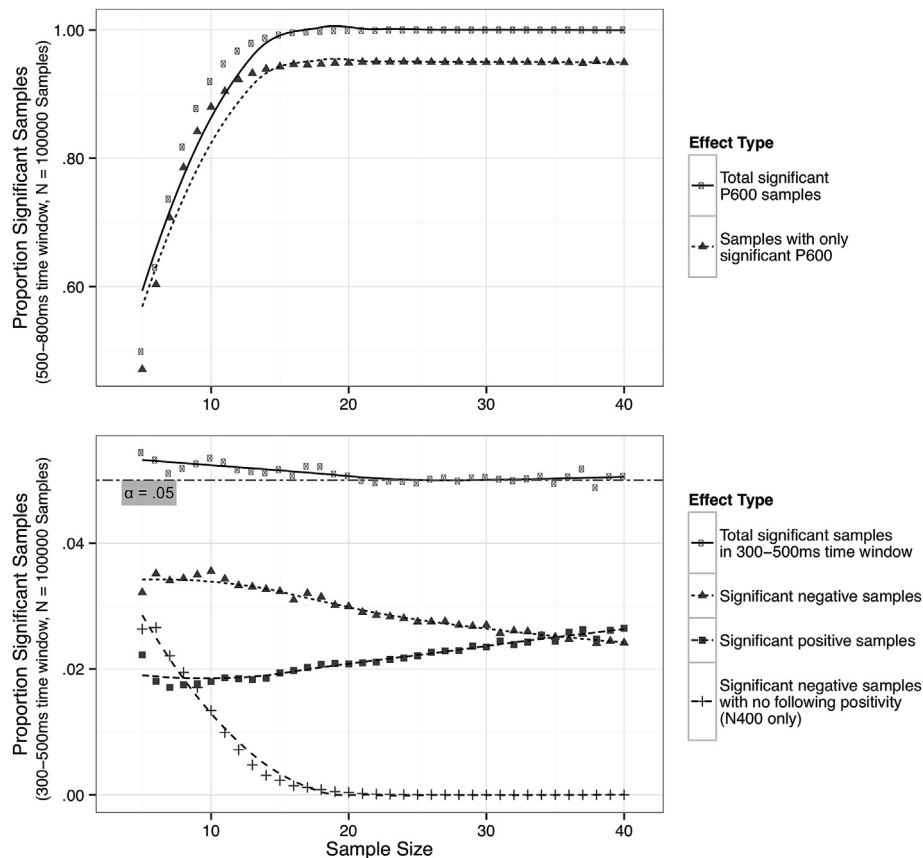 Proportion Significant Samples
(500–800ms time window, N = 100000 Samples)
1.00
.80
.60
10
20
30
40
Effect Type
Total significant
P600 samples
Samples with only
significant P600
Proportion Significant Samples
(300–500ms time window, N = 100000 Samples)
α = .05
.04
.02
.00
10
20
30
40
Sample Size
Effect Type
Total significant samples
in 300–500ms time window
Significant negative samples
Significant positive samples
Significant negative samples
with no following positivity
(N400 only)